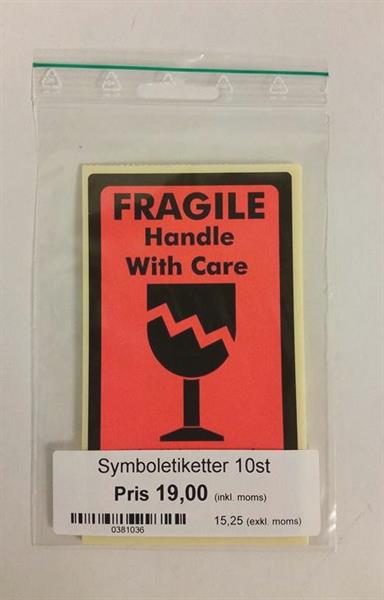 FRAGILE
Handle
With Care
Symboletiketter 10st
Pris 19,00 (inkl. moms)
15,25 (exkl. moms)
0381036